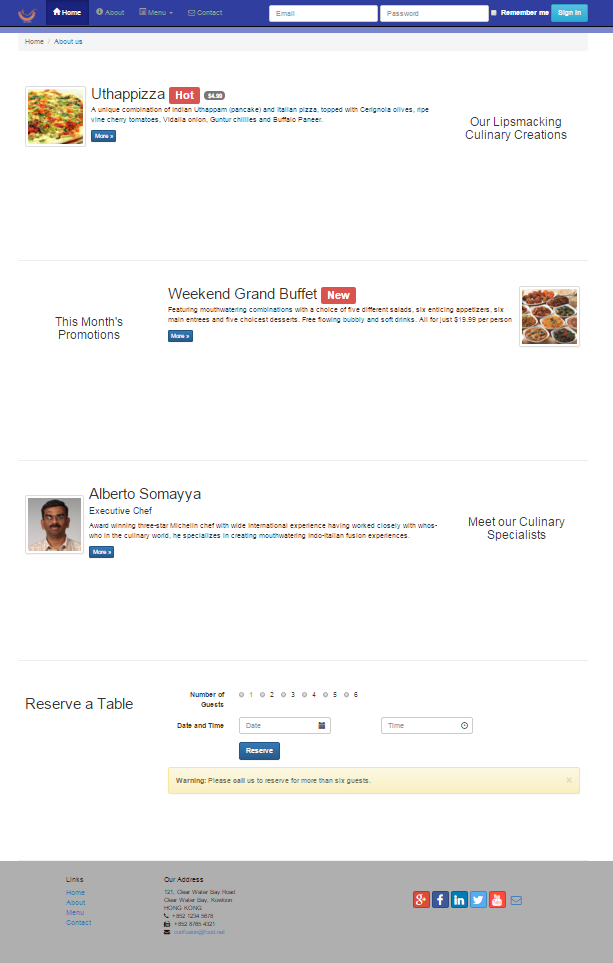 Home About Menu Contact Email Password Remember me Sign in
Home / About us
Uthappizza Hot $4.99
A unique combination of Indian Uthappam (pancake) and Italian pizza, topped with Cerignola olives, ripe
vine cherry tomatoes, Vidalia onion, Guntur chillies and Buffalo Paneer.
More »
Our Lipsmacking
Culinary Creations
This Month's
Promotions
Weekend Grand Buffet New
Featuring mouthwatering combinations with a choice of five different salads, six enticing appetizers, six
main entrees and five choicest desserts. Free flowing bubbly and soft drinks. All for just $19.99 per person
More »
Alberto Somayya
Executive Chef
Award winning three-star Michelin chef with wide International experience having worked closely with whos-
who in the culinary world, he specializes in creating mouthwatering Indo-Italian fusion experiences.
More »
Meet our Culinary
Specialists
Reserve a Table
Number of
Guests
1 2 3 4 5 6
Date and Time Date Time
Reserve
Warning: Please call us to reserve for more than six guests. ×
Links
Home
About
Menu
Contact
Our Address
121, Clear Water Bay Road
Clear Water Bay, Kowloon
HONG KONG
+852 1234 5678
+852 8765 4321
confusion@food.net